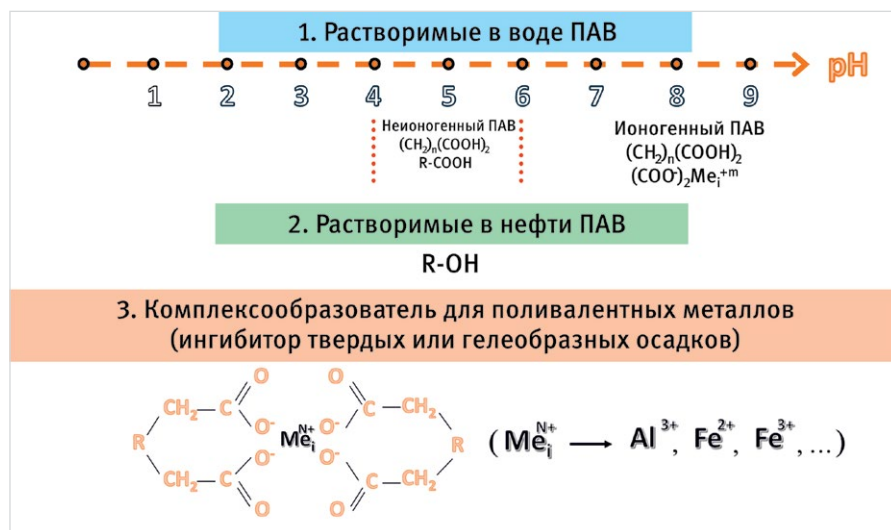 1. Растворимые в воде ПАВ
pH
1 2 3 4 5 6 7 8 9
Неионогенный ПАВ
(CH₂)ₙ(COOH)₂
R-COOH
Ионогенный ПАВ
(CH₂)ₙ(COOH)₂
(COO⁻)₂Meᵢ⁺ᵐ
2. Растворимые в нефти ПАВ
R-OH
3. Комплексообразователь для поливалентных металлов
(ингибитор твердых или гелеобразных осадков)
O O
CH₂ C C CH₂
O⁻ O⁻
R Meᵢᴺ⁺ R
O⁻ O⁻
CH₂ C C CH₂
O O
( Meᵢᴺ⁺ → Al³⁺, Fe²⁺, Fe³⁺, ...)